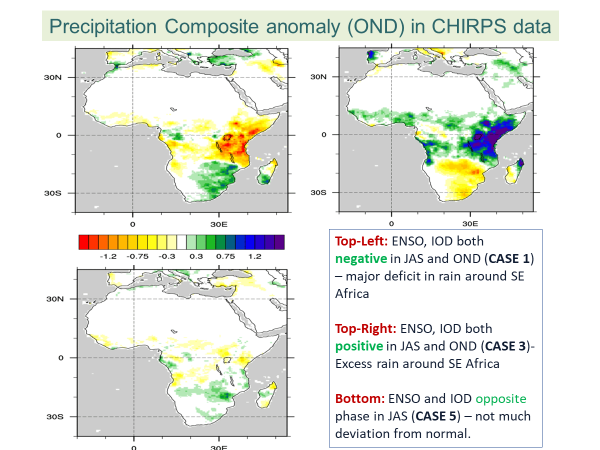 Precipitation Composite anomaly (OND) in CHIRPS data
30N
0
30S
0
30E
30N
0
30S
0
30E
-1.2 -0.75 -0.3 0.3 0.75 1.2
30N
0
30S
0
30E
Top-Left: ENSO, IOD both
negative in JAS and OND (CASE 1)
– major deficit in rain around SE
Africa
Top-Right: ENSO, IOD both
positive in JAS and OND (CASE 3)-
Excess rain around SE Africa
Bottom: ENSO and IOD opposite
phase in JAS (CASE 5) – not much
deviation from normal.